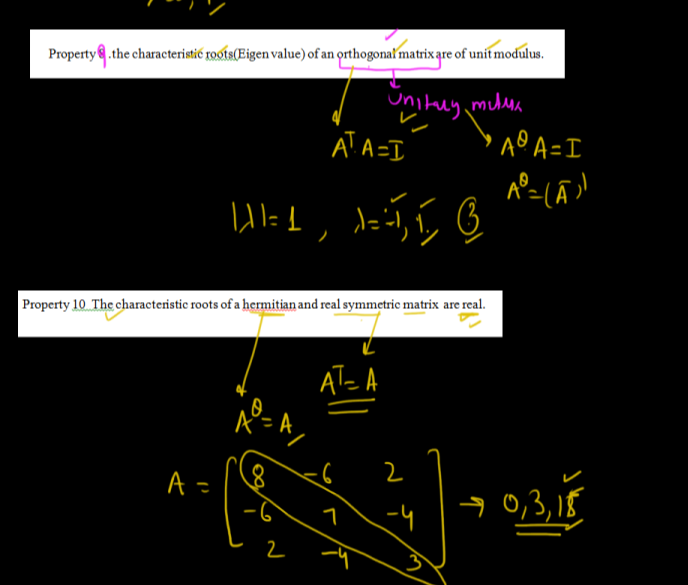 Property 9 .the characteristic roots(Eigen value) of an orthogonal matrix are of unit modulus.
Unitary matrix
AᵀA=I
A^θ A=I
A^θ=(Ā)'
|λ|=1 , λ=-1, 1,
Property 10 The characteristic roots of a hermitian and real symmetric matrix are real.
Aᵀ=A
A^θ=A
A = [ 8 -6 2
-6 7 -4
2 -4 3 ] → 0,3,15